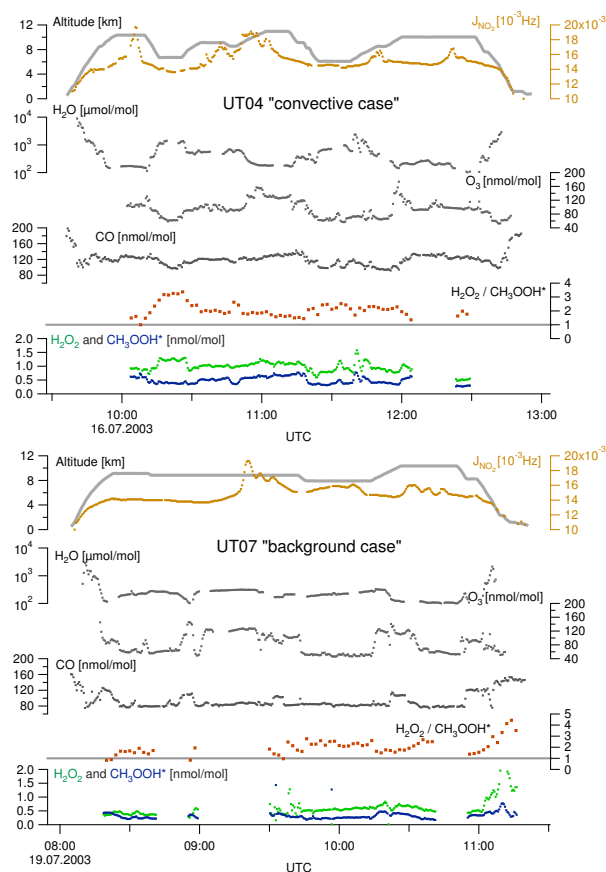 Altitude [km]
J_NO2 [10^-3 Hz]
12
8
4
0
20x10^-3
18
16
14
12
10
UT04 "convective case"
H2O [µmol/mol]
10^4
10^3
10^2
O3 [nmol/mol]
200
160
120
80
40
CO [nmol/mol]
200
160
120
80
H2O2 / CH3OOH*
4
3
2
1
0
H2O2 and CH3OOH* [nmol/mol]
2.0
1.5
1.0
0.5
0.0
10:00 11:00 12:00 13:00
16.07.2003
UTC
Altitude [km]
J_NO2 [10^-3 Hz]
12
8
4
0
20x10^-3
18
16
14
12
10
UT07 "background case"
H2O [µmol/mol]
10^4
10^3
10^2
O3 [nmol/mol]
200
160
120
80
40
CO [nmol/mol]
200
160
120
80
H2O2 / CH3OOH*
5
4
3
2
1
0
H2O2 and CH3OOH* [nmol/mol]
2.0
1.5
1.0
0.5
0.0
08:00 09:00 10:00 11:00
19.07.2003
UTC